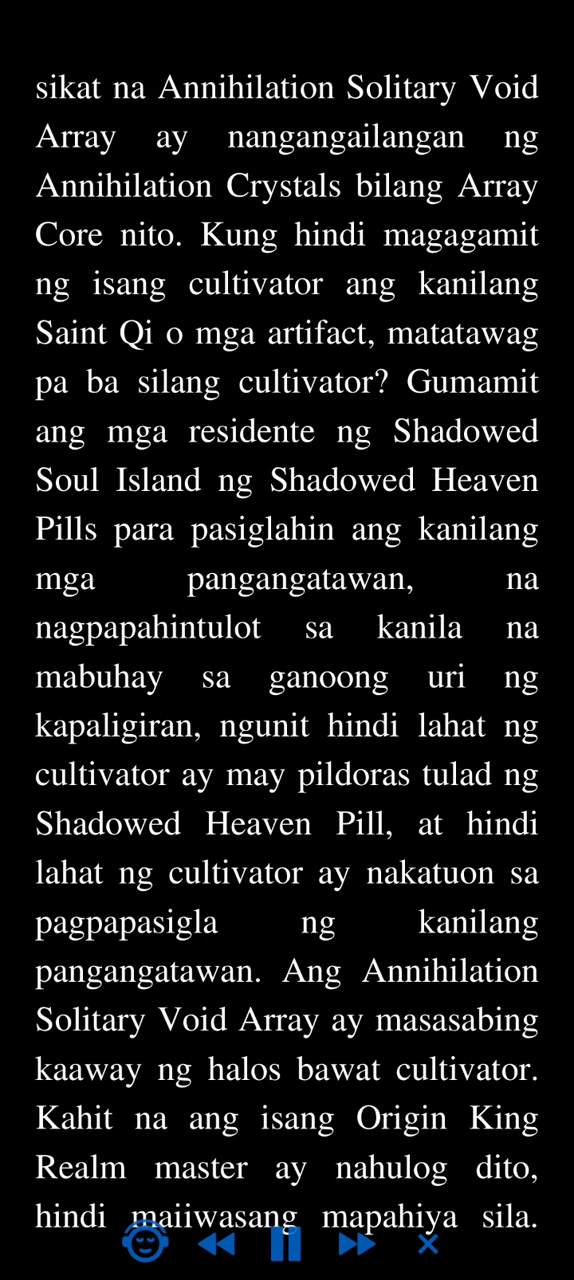 sikat na Annihilation Solitary Void
Array ay nangangailangan ng
Annihilation Crystals bilang Array
Core nito. Kung hindi magagamit
ng isang cultivator ang kanilang
Saint Qi o mga artifact, matatawag
pa ba silang cultivator? Gumamit
ang mga residente ng Shadowed
Soul Island ng Shadowed Heaven
Pills para pasiglahin ang kanilang
mga pangangatawan, na
nagpapahintulot sa kanila na
mabuhay sa ganoong uri ng
kapaligiran, ngunit hindi lahat ng
cultivator ay may pildoras tulad ng
Shadowed Heaven Pill, at hindi
lahat ng cultivator ay nakatuon sa
pagpapasigla ng kanilang
pangangatawan. Ang Annihilation
Solitary Void Array ay masasabing
kaaway ng halos bawat cultivator.
Kahit na ang isang Origin King
Realm master ay nahulog dito,
hindi maiiwasang mapahiya sila.